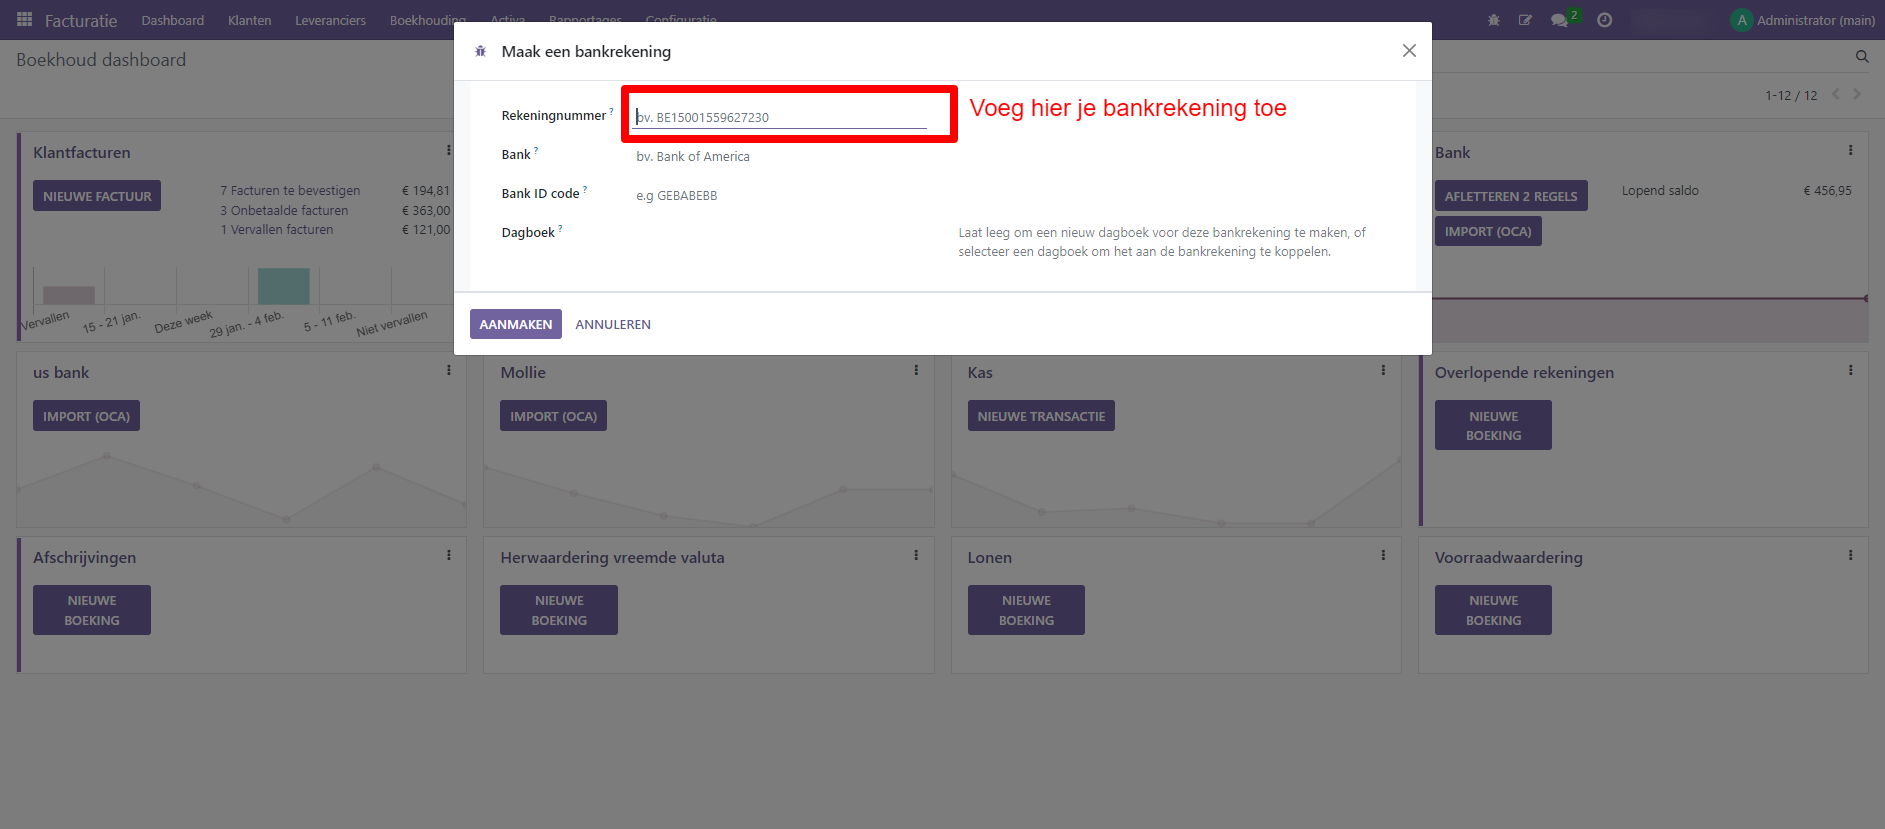 Facturatie Dashboard Klanten Leveranciers Boekhouding Activa Rapportages Configuratie 2 A Administrator (main)
Boekhoud dashboard
1-12 / 12
Maak een bankrekening
Rekeningnummer ? bv. BE15001559627230
Voeg hier je bankrekening toe
Bank ? bv. Bank of America
Bank ID code ? e.g GEBABEBB
Dagboek ? Laat leeg om een nieuw dagboek voor deze bankrekening te maken, of
selecteer een dagboek om het aan de bankrekening te koppelen.
AANMAKEN ANNULEREN
Klantfacturen
NIEUWE FACTUUR
7 Facturen te bevestigen € 194,81
3 Onbetaalde facturen € 363,00
1 Vervallen facturen € 121,00
Vervallen 15 - 21 jan. Deze week 29 jan. - 4 feb. 5 - 11 feb. Niet vervallen
Bank
AFLETTEREN 2 REGELS Lopend saldo € 456,95
IMPORT (OCA)
us bank
IMPORT (OCA)
Mollie
IMPORT (OCA)
Kas
NIEUWE TRANSACTIE
Overlopende rekeningen
NIEUWE
BOEKING
Afschrijvingen
NIEUWE
BOEKING
Herwaardering vreemde valuta
NIEUWE
BOEKING
Lonen
NIEUWE
BOEKING
Voorraadwaardering
NIEUWE
BOEKING